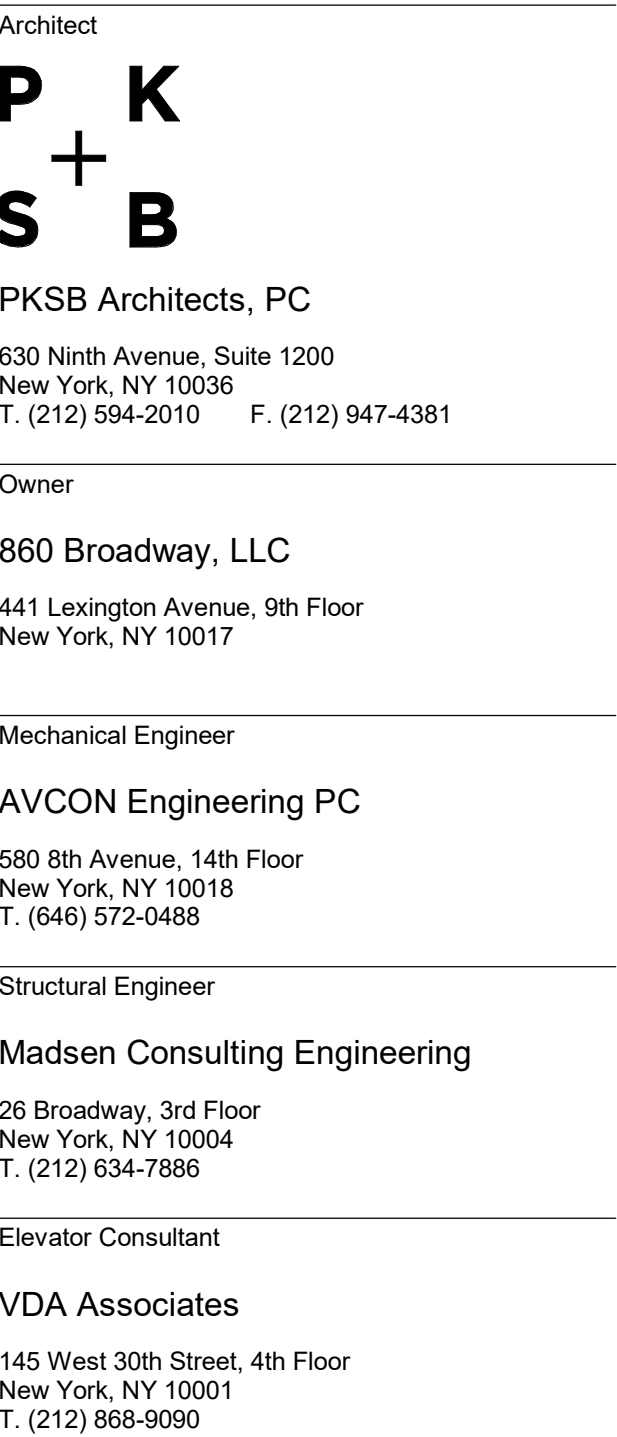 Architect
P K
+
S B
PKSB Architects, PC
630 Ninth Avenue, Suite 1200
New York, NY 10036
T. (212) 594-2010 F. (212) 947-4381
Owner
860 Broadway, LLC
441 Lexington Avenue, 9th Floor
New York, NY 10017
Mechanical Engineer
AVCON Engineering PC
580 8th Avenue, 14th Floor
New York, NY 10018
T. (646) 572-0488
Structural Engineer
Madsen Consulting Engineering
26 Broadway, 3rd Floor
New York, NY 10004
T. (212) 634-7886
Elevator Consultant
VDA Associates
145 West 30th Street, 4th Floor
New York, NY 10001
T. (212) 868-9090